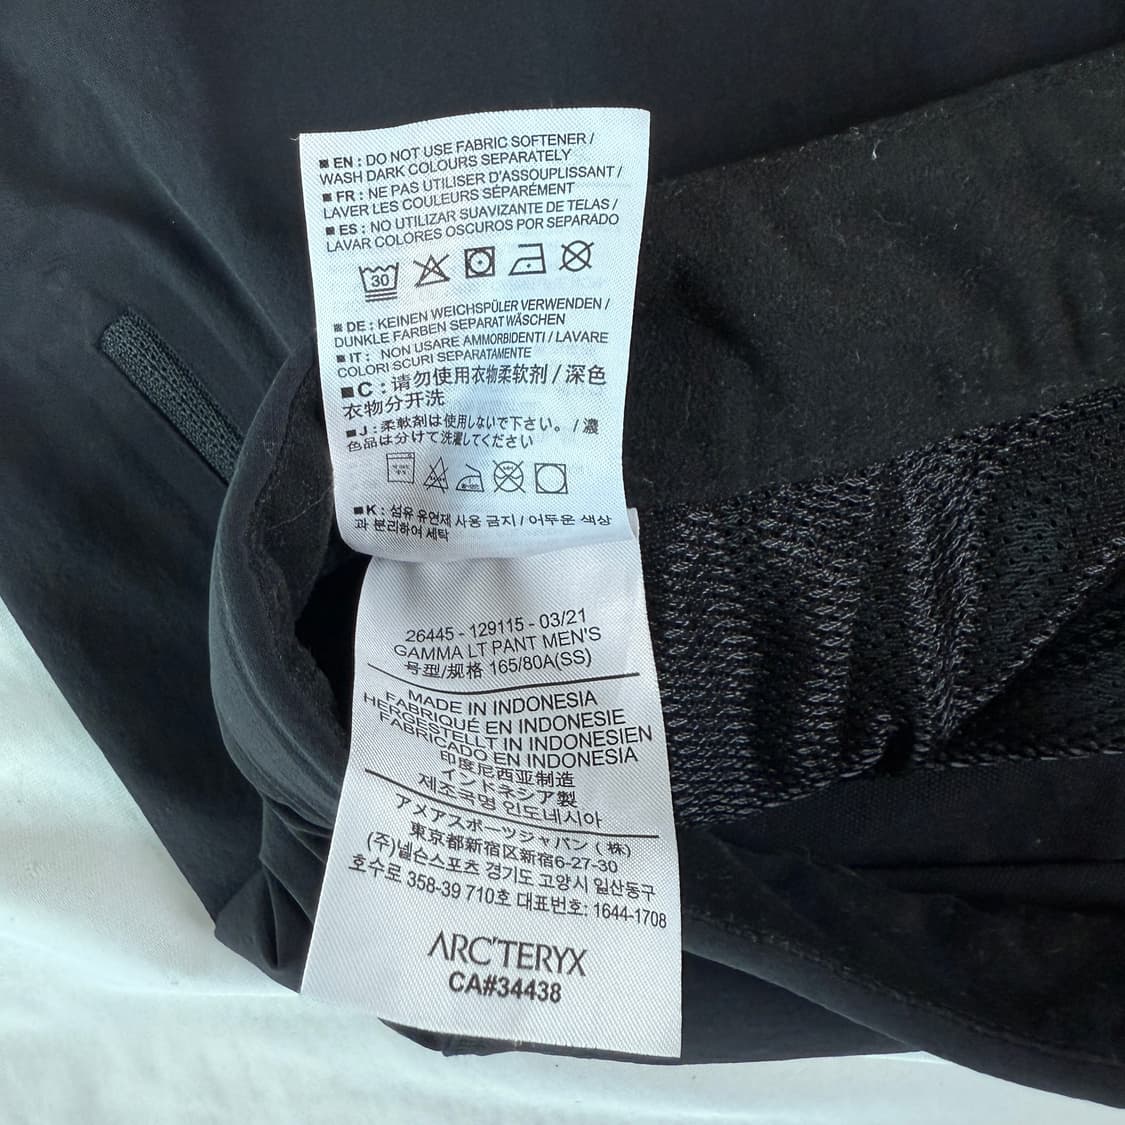 ■ EN : DO NOT USE FABRIC SOFTENER /
WASH DARK COLOURS SEPARATELY
■ FR : NE PAS UTILISER D'ASSOUPLISSANT /
LAVER LES COULEURS SÉPARÉMENT
■ ES : NO UTILIZAR SUAVIZANTE DE TELAS /
LAVAR COLORES OSCUROS POR SEPARADO
30
■ DE : KEINEN WEICHSPÜLER VERWENDEN /
DUNKLE FARBEN SEPARAT WASCHEN
■ IT : NON USARE AMMORBIDENTI / LAVARE
COLORI SCURI SEPARATAMENTE
■ C : 请勿使用衣物柔软剂 / 深色
衣物分开洗
■ J : 柔軟剤は使用しないで下さい。 / 濃
色品は分けて洗濯してください
■ K : 섬유 유연제 사용 금지 / 어두운 색상
과 분리하여 세탁
26445 - 129115 - 03/21
GAMMA LT PANT MEN'S
号型/规格 165/80A(SS)
MADE IN INDONESIA
FABRIQUÉ EN INDONESIE
HERGESTELLT IN INDONESIEN
FABRICADO EN INDONESIA
印度尼西亚制造
インドネシア製
제조국명 인도네시아
アメアスポーツジャパン ( 株)
東京都新宿区新宿6-27-30
(주)넬슨스포츠 경기도 고양시 일산동구
호수로 358-39 710호 대표번호: 1644-1708
ARC'TERYX
CA#34438